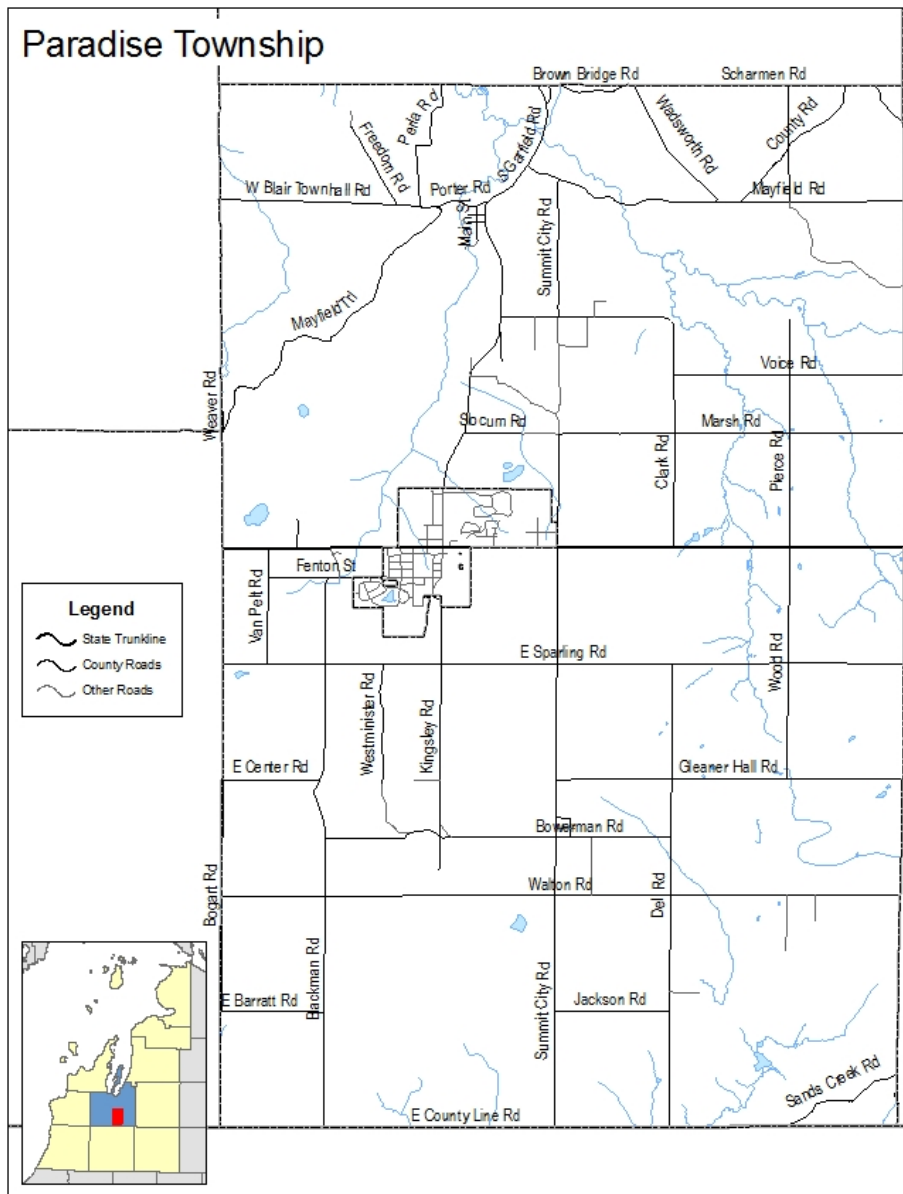 Paradise Township
Brown Bridge Rd
Scharmen Rd
Perla Rd
Freedom Rd
S Garfield Rd
Wadsworth Rd
County Rd
W Blair Townhall Rd
Porter Rd
Mayfield Rd
Main St
Summit City Rd
Mayfield Trl
Voice Rd
Weaver Rd
Slocum Rd
Marsh Rd
Clark Rd
Pierce Rd
Fenton St
Van Pelt Rd
Legend
State Trunkline
County Roads
Other Roads
E Sparling Rd
Wood Rd
Westminister Rd
Kingsley Rd
E Center Rd
Gleaner Hall Rd
Bowerman Rd
Walton Rd
Bogart Rd
Del Rd
Backman Rd
E Barratt Rd
Summit City Rd
Jackson Rd
Sands Creek Rd
E County Line Rd